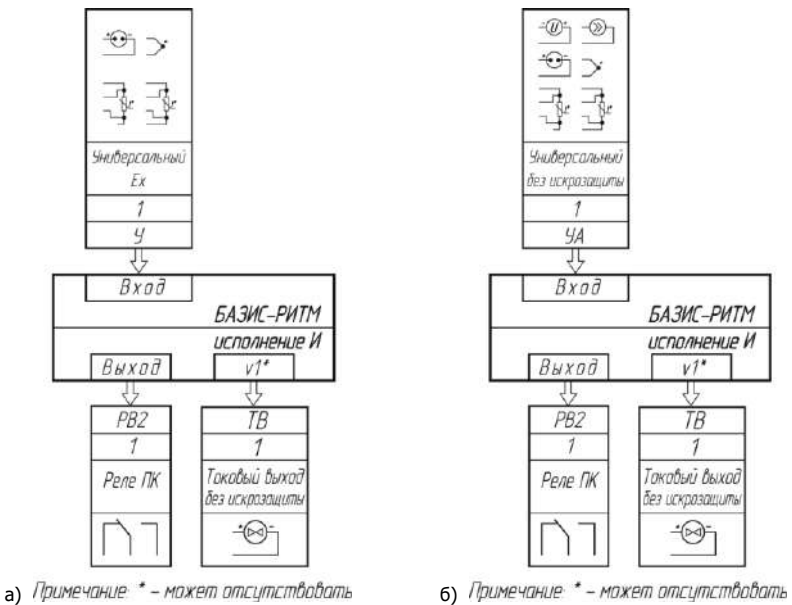 Универсальный
Ех
1
У
Вход
БАЗИС-РИТМ
исполнение И
Выход
v1*
РВ2
ТВ
1
1
Реле ПК
Токовый выход
без искрозащиты
а) Примечание: * – может отсутствовать
Универсальный
без искрозащиты
1
УА
Вход
БАЗИС-РИТМ
исполнение И
Выход
v1*
РВ2
ТВ
1
1
Реле ПК
Токовый выход
без искрозащиты
б) Примечание: * – может отсутствовать